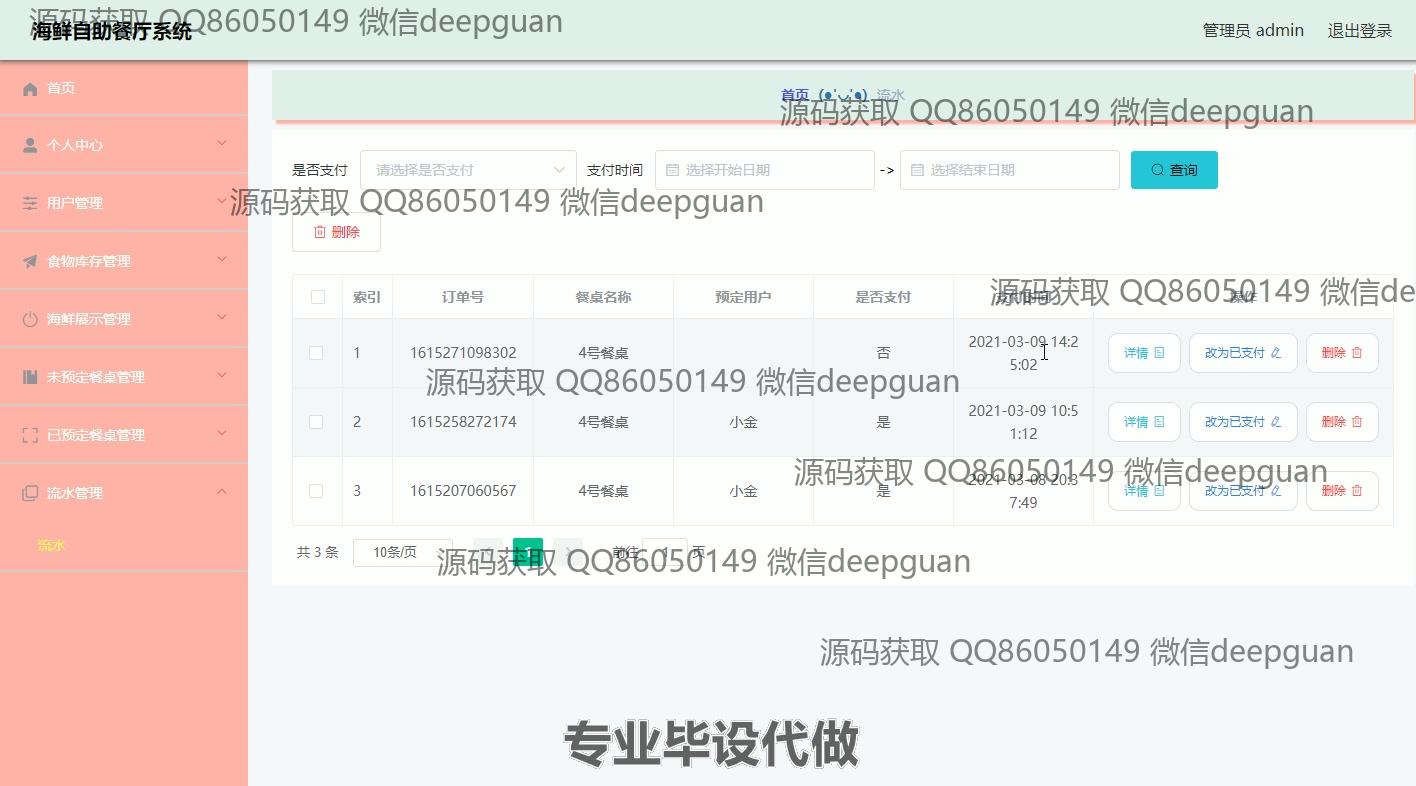 源码获取 QQ86050149 微信deepguan
海鲜自助餐厅系统
管理员 admin
退出登录
首页
个人中心
用户管理
食物库存管理
海鲜展示管理
未预定餐桌管理
已预定餐桌管理
流水管理
流水
首页 (●'◡'●) 流水
源码获取 QQ86050149 微信deepguan
是否支付 请选择是否支付 支付时间 选择开始日期 -> 选择结束日期 查询
源码获取 QQ86050149 微信deepguan
删除
索引 订单号 餐桌名称 预定用户 是否支付 支付时间 操作
源码获取 QQ86050149 微信de
1 1615271098302 4号餐桌 否 2021-03-09 14:2
5:02
详情 改为已支付 删除
源码获取 QQ86050149 微信deepguan
2 1615258272174 4号餐桌 小金 是 2021-03-09 10:5
1:12
详情 改为已支付 删除
源码获取 QQ86050149 微信deepguan
3 1615207060567 4号餐桌 小金 是 2021-03-08 20:3
7:49
详情 改为已支付 删除
共 3 条 10条/页 1 前往 1 页
源码获取 QQ86050149 微信deepguan
源码获取 QQ86050149 微信deepguan
专业毕设代做